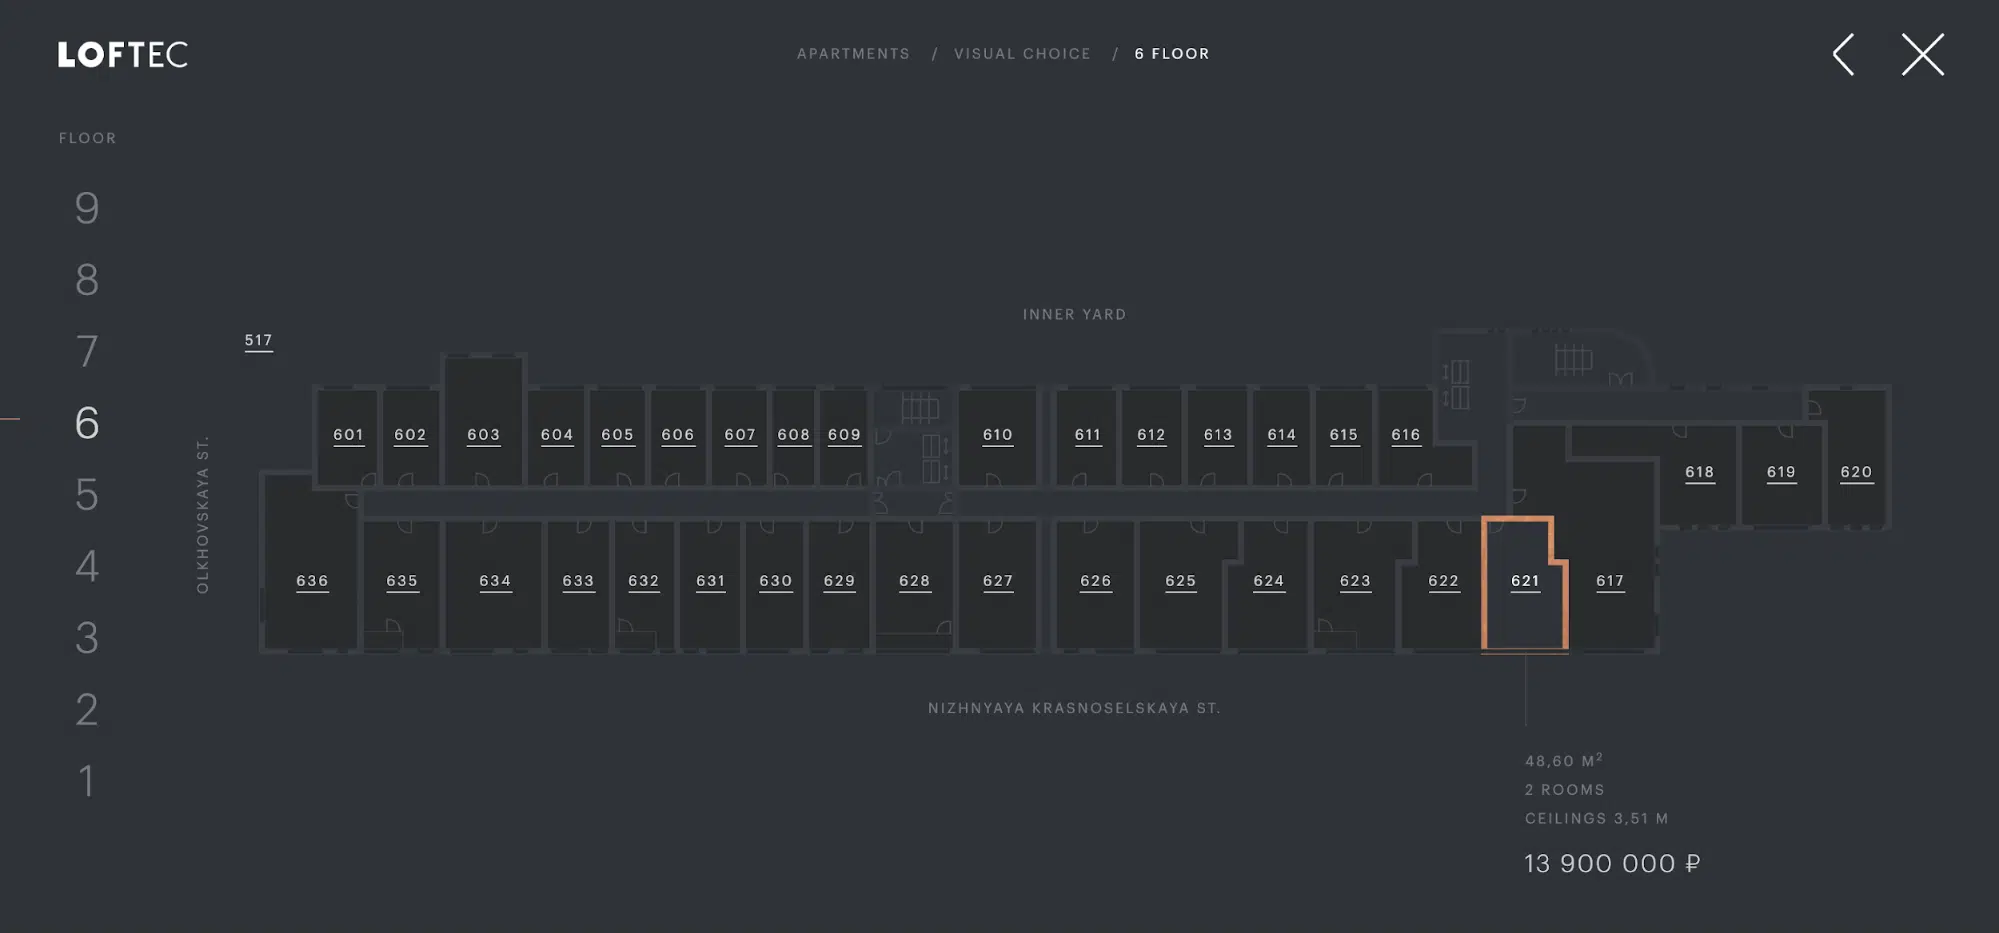 LOFTEC
APARTMENTS / VISUAL CHOICE / 6 FLOOR
FLOOR
9
8
7
6
5
4
3
2
1
INNER YARD
517
OLKHOVSKAYA ST.
601 602 603 604 605 606 607 608 609 610 611 612 613 614 615 616
618 619 620
636 635 634 633 632 631 630 629 628 627 626 625 624 623 622 621 617
NIZHNYAYA KRASNOSELSKAYA ST.
48,60 M²
2 ROOMS
CEILINGS 3,51 M
13 900 000 ₽